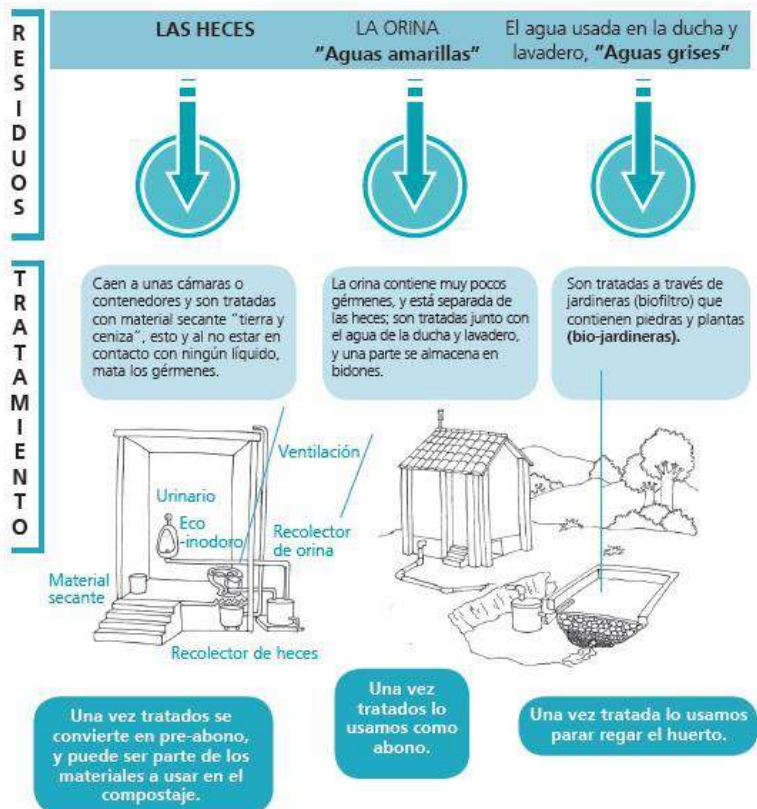 RESIDUOS
LAS HECES
LA ORINA
"Aguas amarillas"
El agua usada en la ducha y
lavadero, "Aguas grises"
TRATAMIENTO
Caen a unas cámaras o
contenedores y son tratadas
con material secante "tierra y
ceniza", esto y al no estar en
contacto con ningún líquido,
mata los gérmenes.
La orina contiene muy pocos
gérmenes, y está separada de
las heces; son tratadas junto con
el agua de la ducha y lavadero,
y una parte se almacena en
bidones.
Son tratadas a través de
jardineras (biofiltro) que
contienen piedras y plantas
(bio-jardineras).
Ventilación
Urinario
Eco
-inodoro
Recolector
de orina
Material
secante
Recolector de heces
Una vez tratados se
convierte en pre-abono,
y puede ser parte de los
materiales a usar en el
compostaje.
Una vez
tratados lo
usamos como
abono.
Una vez tratada lo usamos
parar regar el huerto.